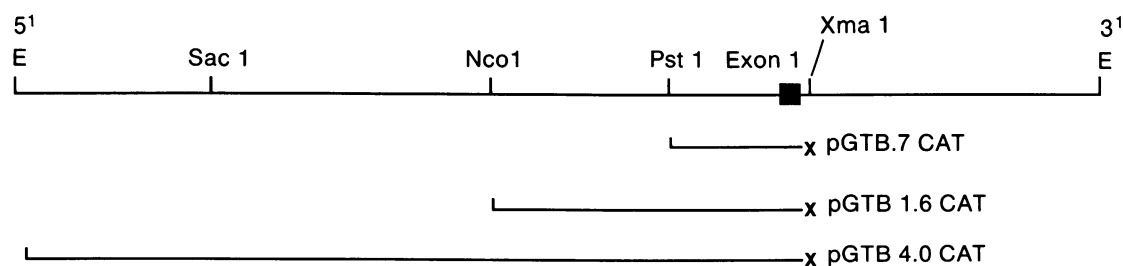 5¹
3¹
Xma 1
E
Sac 1
Nco1
Pst 1
Exon 1
E
x pGTB.7 CAT
x pGTB 1.6 CAT
x pGTB 4.0 CAT